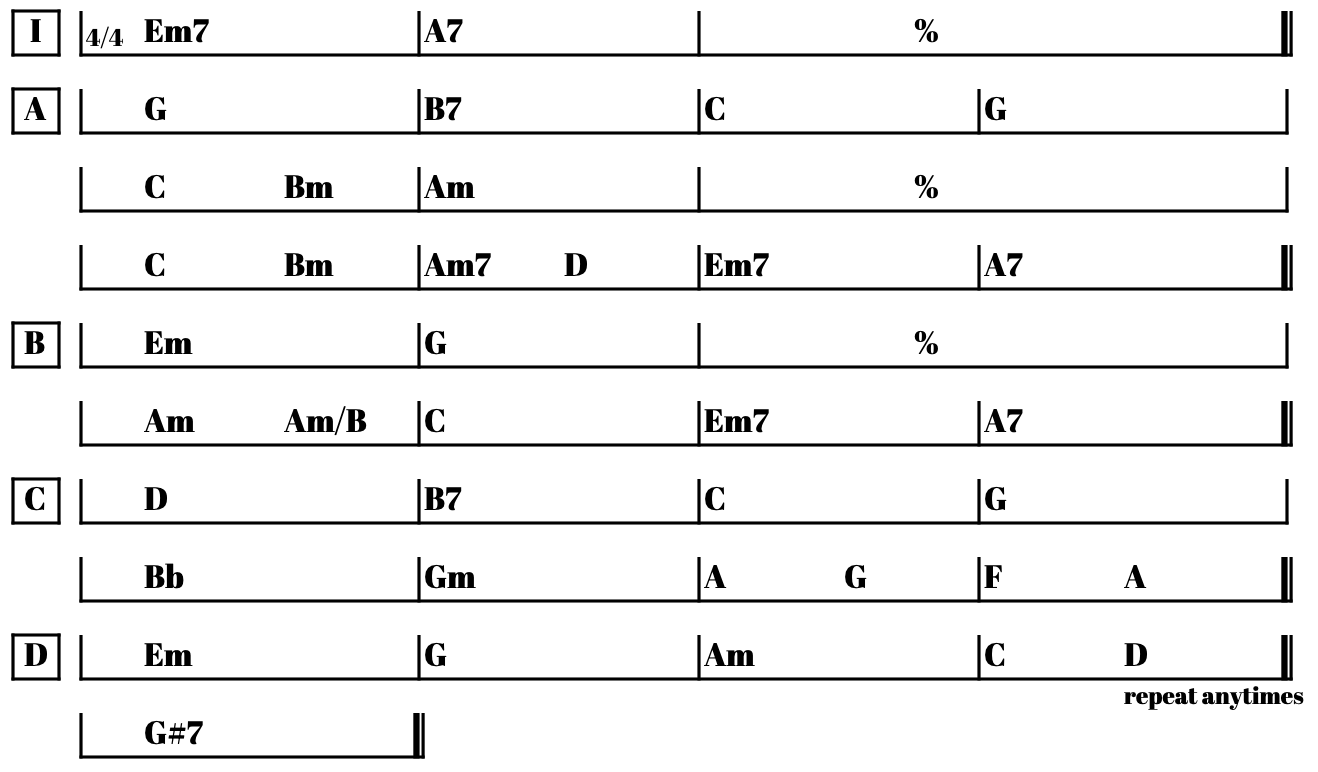 I 4/4 Em7 A7 %
A G B7 C G
C Bm Am %
C Bm Am7 D Em7 A7
B Em G %
Am Am/B C Em7 A7
C D B7 C G
Bb Gm A G F A
D Em G Am C D
repeat anytimes
G#7